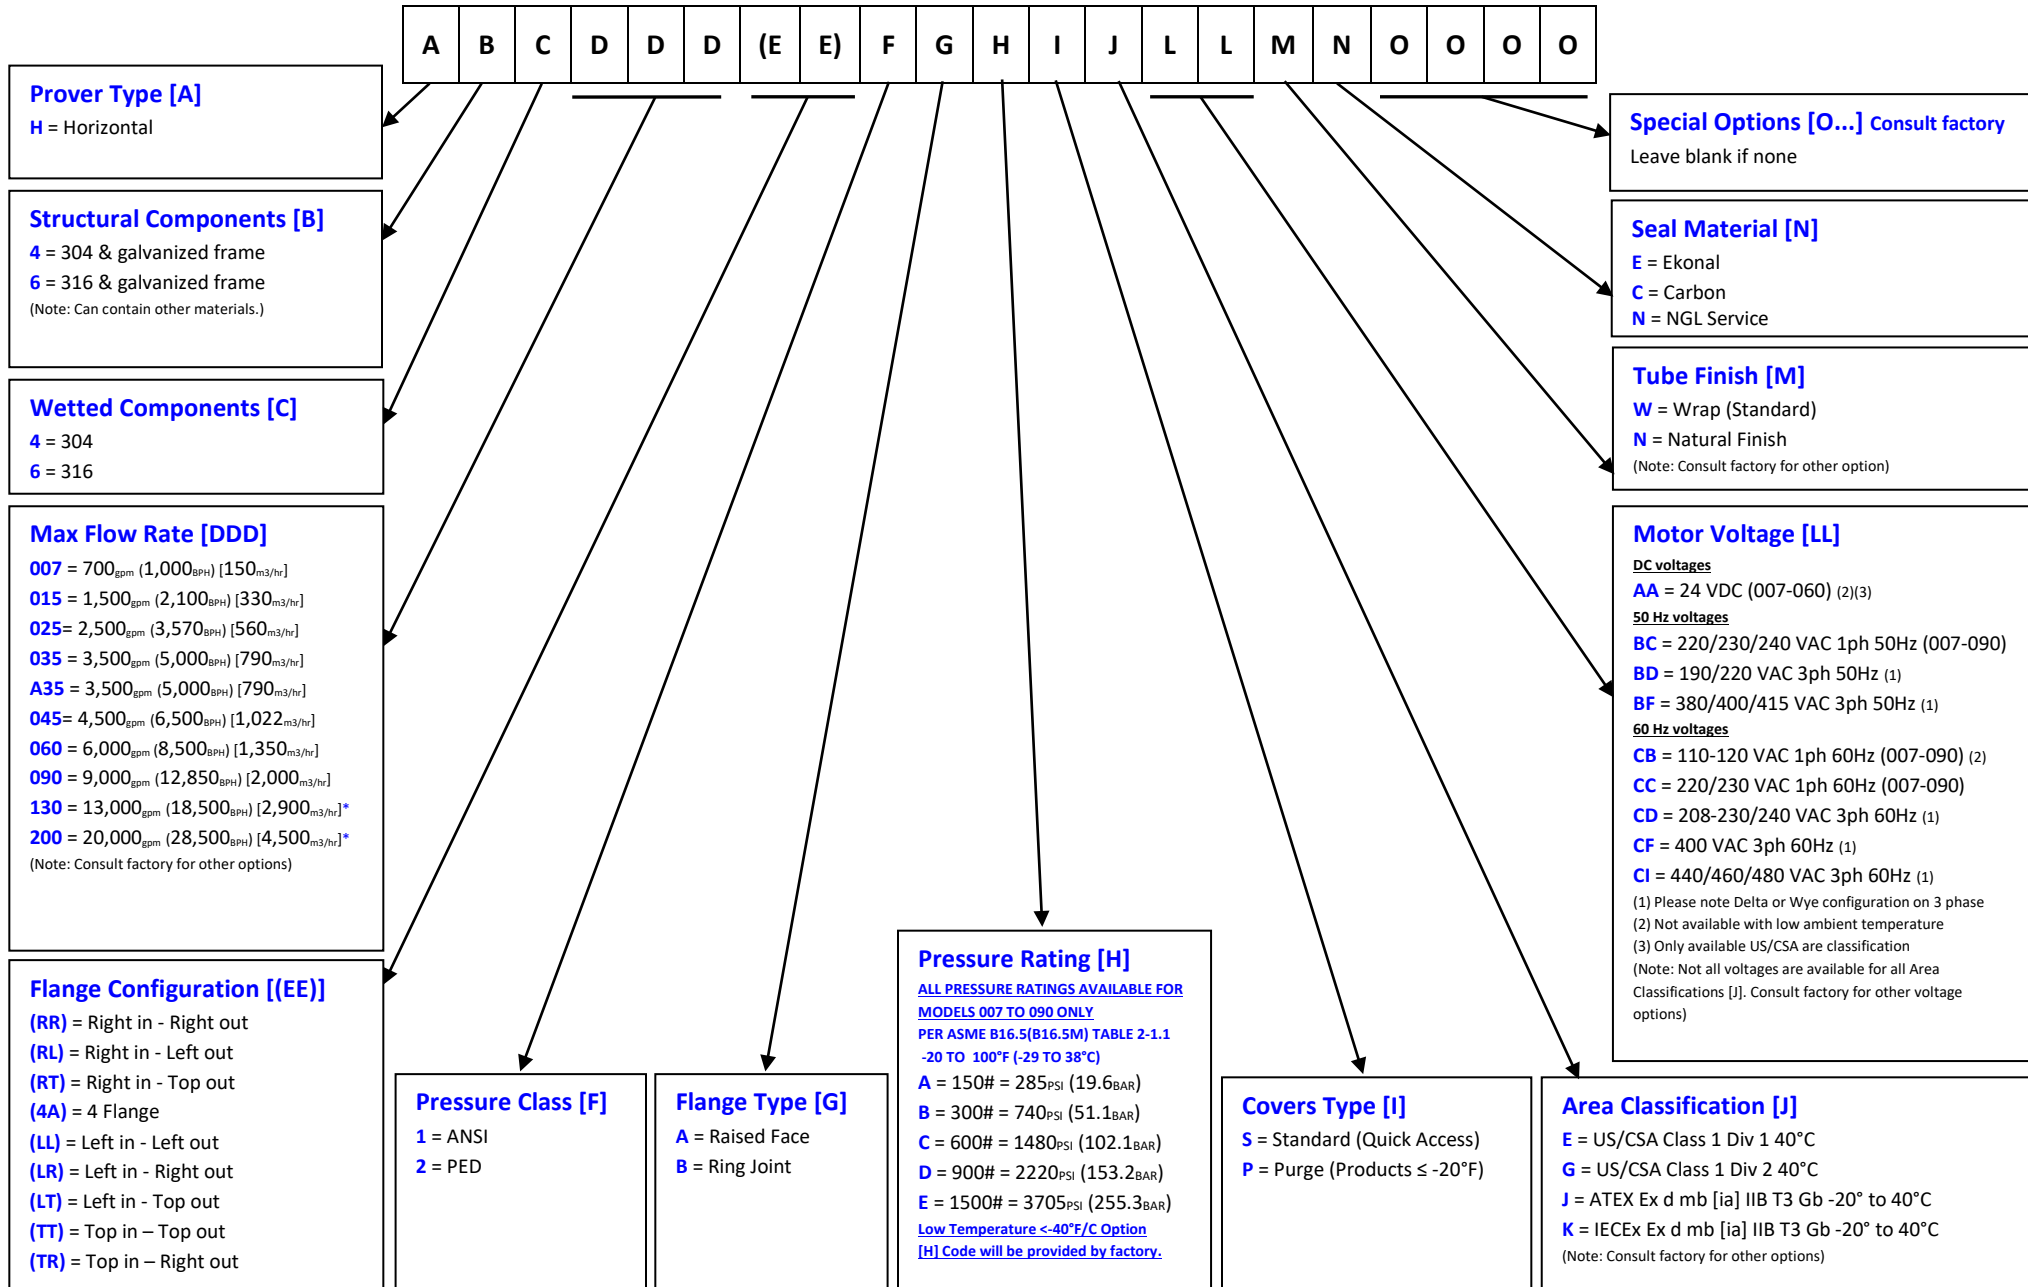 A B C D D D (E E) F G H I J L L M N O O O O
Prover Type [A]
H = Horizontal
Structural Components [B]
4 = 304 & galvanized frame
6 = 316 & galvanized frame
(Note: Can contain other materials.)
Wetted Components [C]
4 = 304
6 = 316
Max Flow Rate [DDD]
007 = 700gpm (1,000BPH) [150m3/hr]
015 = 1,500gpm (2,100BPH) [330m3/hr]
025= 2,500gpm (3,570BPH) [560m3/hr]
035 = 3,500gpm (5,000BPH) [790m3/hr]
A35 = 3,500gpm (5,000BPH) [790m3/hr]
045= 4,500gpm (6,500BPH) [1,022m3/hr]
060 = 6,000gpm (8,500BPH) [1,350m3/hr]
090 = 9,000gpm (12,850BPH) [2,000m3/hr]
130 = 13,000gpm (18,500BPH) [2,900m3/hr]*
200 = 20,000gpm (28,500BPH) [4,500m3/hr]*
(Note: Consult factory for other options)
Flange Configuration [(EE)]
(RR) = Right in - Right out
(RL) = Right in - Left out
(RT) = Right in - Top out
(4A) = 4 Flange
(LL) = Left in - Left out
(LR) = Left in - Right out
(LT) = Left in - Top out
(TT) = Top in – Top out
(TR) = Top in – Right out
Pressure Class [F]
1 = ANSI
2 = PED
Flange Type [G]
A = Raised Face
B = Ring Joint
Pressure Rating [H]
ALL PRESSURE RATINGS AVAILABLE FOR
MODELS 007 TO 090 ONLY
PER ASME B16.5(B16.5M) TABLE 2-1.1
-20 TO 100°F (-29 TO 38°C)
A = 150# = 285PSI (19.6BAR)
B = 300# = 740PSI (51.1BAR)
C = 600# = 1480PSI (102.1BAR)
D = 900# = 2220PSI (153.2BAR)
E = 1500# = 3705PSI (255.3BAR)
Low Temperature <-40°F/C Option
[H] Code will be provided by factory.
Covers Type [I]
S = Standard (Quick Access)
P = Purge (Products ≤ -20°F)
Area Classification [J]
E = US/CSA Class 1 Div 1 40°C
G = US/CSA Class 1 Div 2 40°C
J = ATEX Ex d mb [ia] IIB T3 Gb -20° to 40°C
K = IECEx Ex d mb [ia] IIB T3 Gb -20° to 40°C
(Note: Consult factory for other options)
Special Options [O...] Consult factory
Leave blank if none
Seal Material [N]
E = Ekonal
C = Carbon
N = NGL Service
Tube Finish [M]
W = Wrap (Standard)
N = Natural Finish
(Note: Consult factory for other option)
Motor Voltage [LL]
DC voltages
AA = 24 VDC (007-060) (2)(3)
50 Hz voltages
BC = 220/230/240 VAC 1ph 50Hz (007-090)
BD = 190/220 VAC 3ph 50Hz (1)
BF = 380/400/415 VAC 3ph 50Hz (1)
60 Hz voltages
CB = 110-120 VAC 1ph 60Hz (007-090) (2)
CC = 220/230 VAC 1ph 60Hz (007-090)
CD = 208-230/240 VAC 3ph 60Hz (1)
CF = 400 VAC 3ph 60Hz (1)
CI = 440/460/480 VAC 3ph 60Hz (1)
(1) Please note Delta or Wye configuration on 3 phase
(2) Not available with low ambient temperature
(3) Only available US/CSA are classification
(Note: Not all voltages are available for all Area
Classifications [J]. Consult factory for other voltage
options)